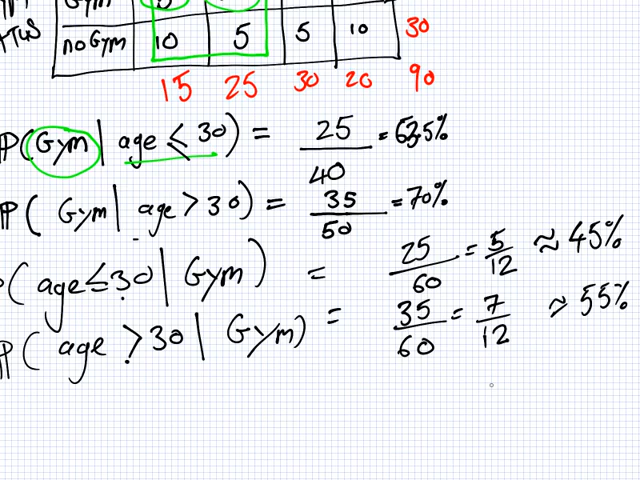 Gym
noGym 10 5 5 10 30
15 25 30 20 90
P(Gym | age ≤ 30) = 25/40 = 62.5%
P( Gym | age > 30) = 35/50 = 70%
P( age ≤ 30 | Gym) = 25/60 = 5/12 ≈ 45%
P( age > 30 | Gym) = 35/60 = 7/12 ≈ 55%